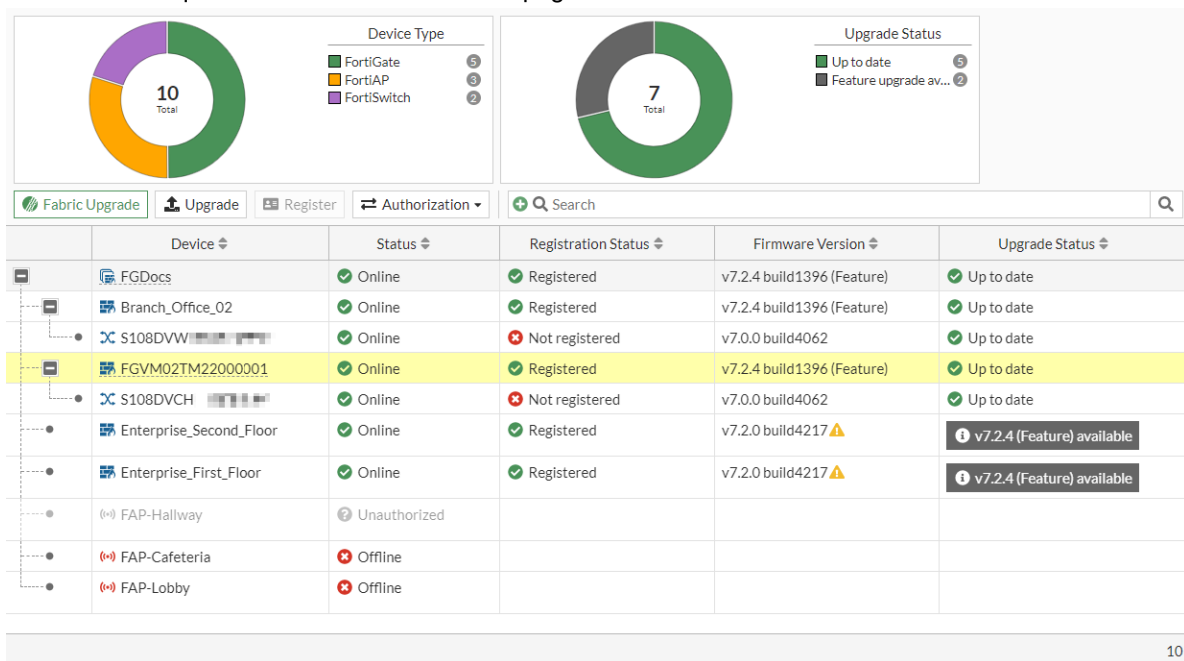 Device Type
FortiGate 5
FortiAP 3
FortiSwitch 2
10
Total
Upgrade Status
Up to date 5
Feature upgrade av... 2
7
Total
Fabric Upgrade Upgrade Register Authorization Search
Device Status Registration Status Firmware Version Upgrade Status
FGDocs Online Registered v7.2.4 build1396 (Feature) Up to date
Branch_Office_02 Online Registered v7.2.4 build1396 (Feature) Up to date
S108DVW Online Not registered v7.0.0 build4062 Up to date
FGVM02TM22000001 Online Registered v7.2.4 build1396 (Feature) Up to date
S108DVCH Online Not registered v7.0.0 build4062 Up to date
Enterprise_Second_Floor Online Registered v7.2.0 build4217 v7.2.4 (Feature) available
Enterprise_First_Floor Online Registered v7.2.0 build4217 v7.2.4 (Feature) available
FAP-Hallway Unauthorized
FAP-Cafeteria Offline
FAP-Lobby Offline
10